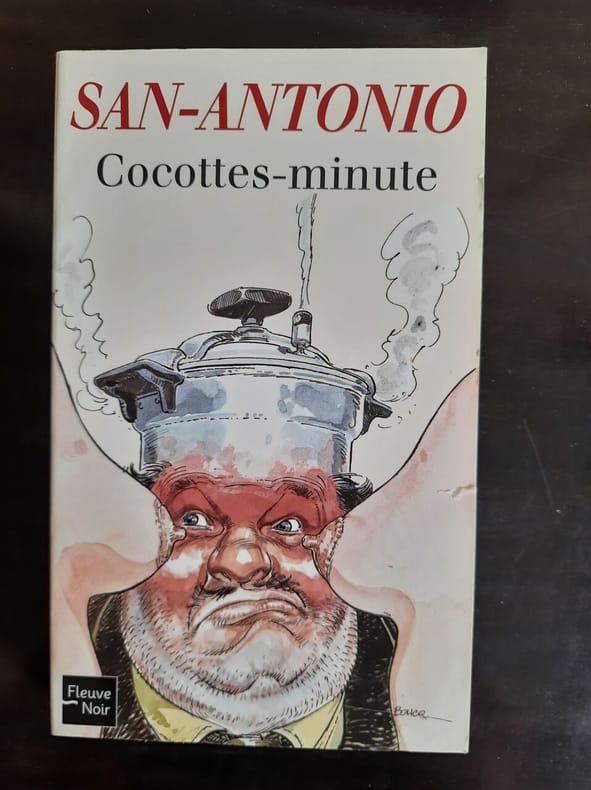 SAN-ANTONIO
Cocottes-minute
Fleuve
Noir
BOUCQ